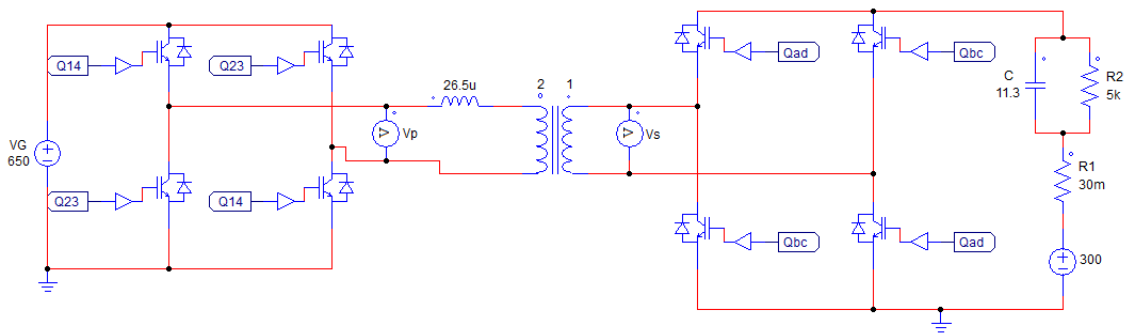 Q14
Q23
26.5u
2
1
Vp
VG
650
Q23
Q14
Vs
Qad
Qbc
Qbc
Qad
C
11.3
R2
5k
R1
30m
300